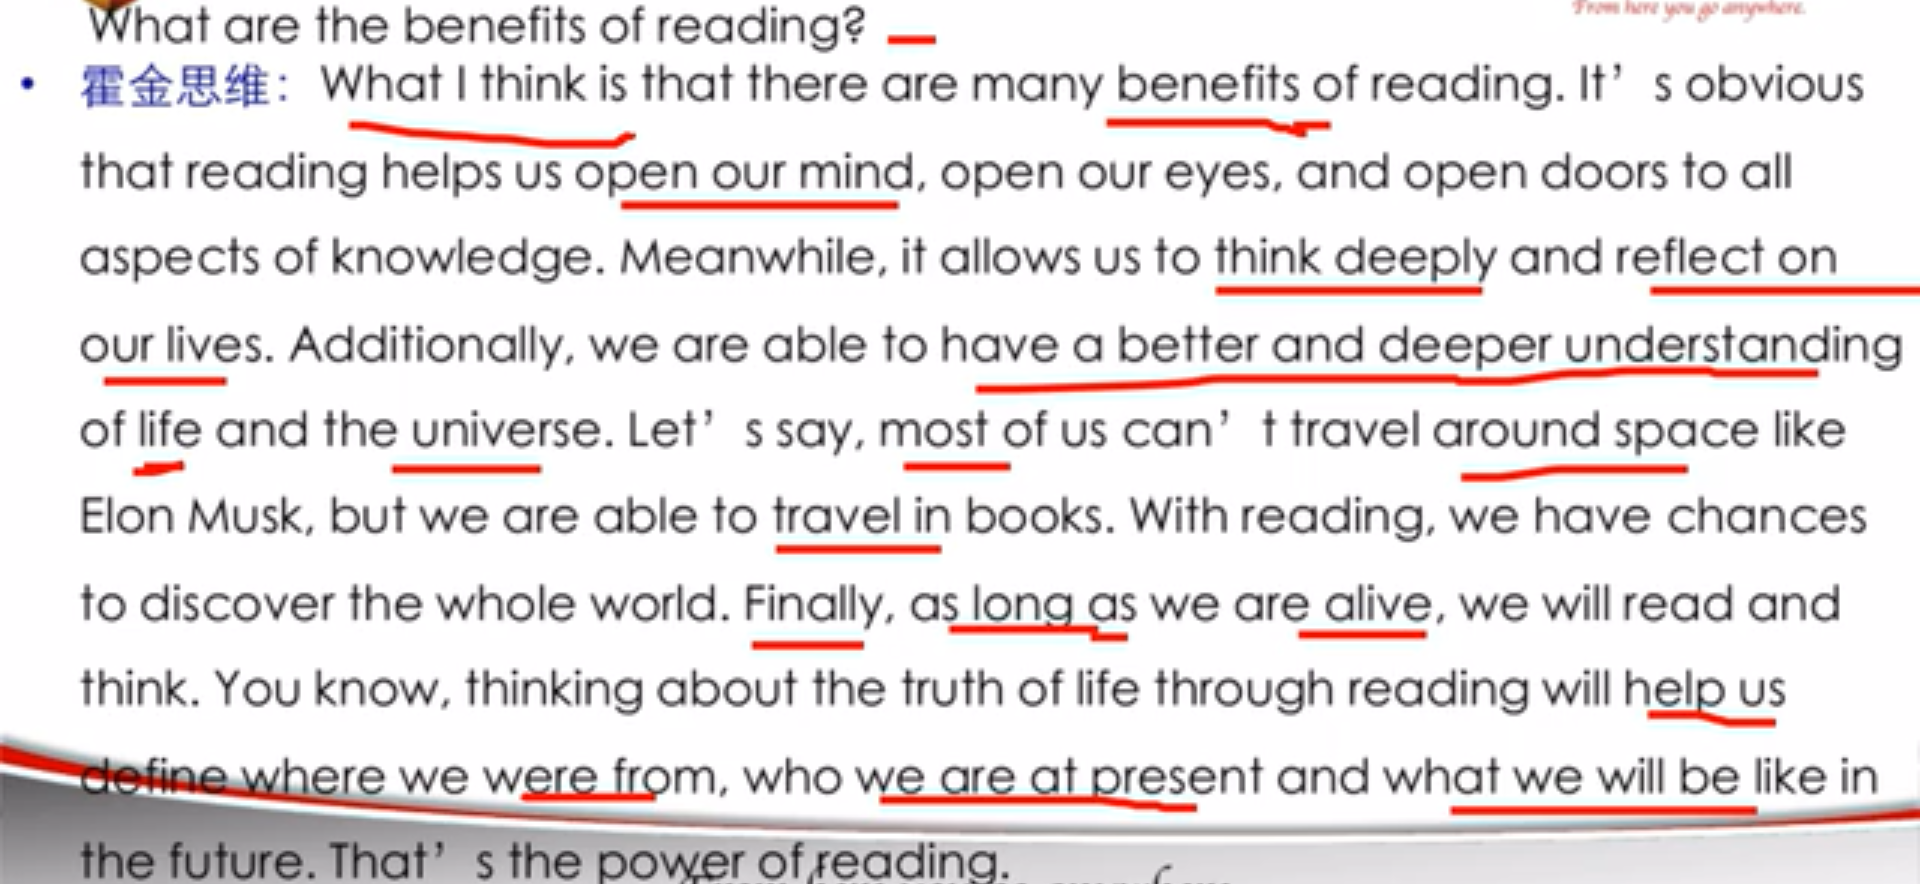 From here you go anywhere.
What are the benefits of reading?
• 霍金思维： What I think is that there are many benefits of reading. It’ s obvious
that reading helps us open our mind, open our eyes, and open doors to all
aspects of knowledge. Meanwhile, it allows us to think deeply and reflect on
our lives. Additionally, we are able to have a better and deeper understanding
of life and the universe. Let’ s say, most of us can’ t travel around space like
Elon Musk, but we are able to travel in books. With reading, we have chances
to discover the whole world. Finally, as long as we are alive, we will read and
think. You know, thinking about the truth of life through reading will help us
define where we were from, who we are at present and what we will be like in
the future. That’ s the power of reading.